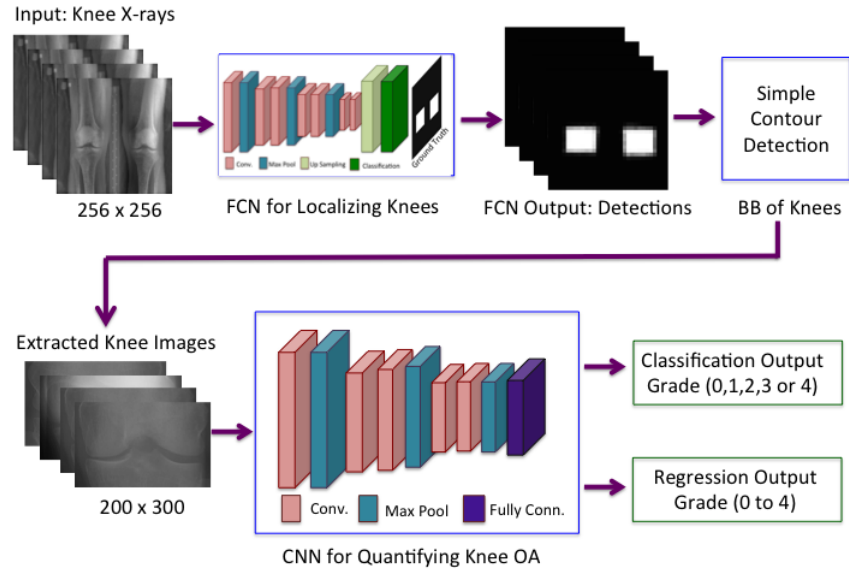 Input: Knee X-rays
256 x 256
Conv.
Max Pool
Up Sampling
Classification
Ground Truth
FCN for Localizing Knees
FCN Output: Detections
Simple
Contour
Detection
BB of Knees
Extracted Knee Images
200 x 300
Conv.
Max Pool
Fully Conn.
CNN for Quantifying Knee OA
Classification Output
Grade (0,1,2,3 or 4)
Regression Output
Grade (0 to 4)